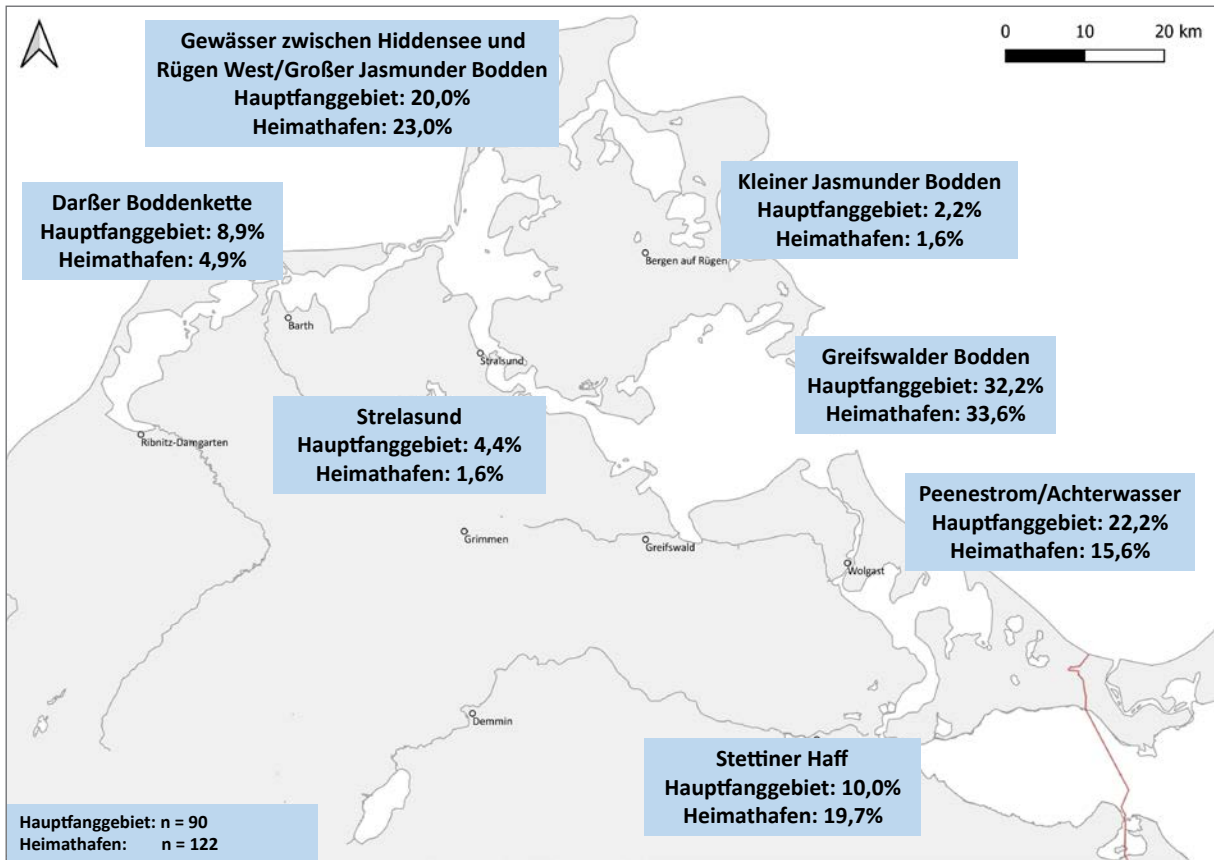 Gewässer zwischen Hiddensee und
Rügen West/Großer Jasmunder Bodden
Hauptfanggebiet: 20,0%
Heimathafen: 23,0%
0 10 20 km
Kleiner Jasmunder Bodden
Hauptfanggebiet: 2,2%
Heimathafen: 1,6%
Darßer Boddenkette
Hauptfanggebiet: 8,9%
Heimathafen: 4,9%
Bergen auf Rügen
Barth
Stralsund
Greifswalder Bodden
Hauptfanggebiet: 32,2%
Heimathafen: 33,6%
Strelasund
Hauptfanggebiet: 4,4%
Heimathafen: 1,6%
Ribnitz-Damgarten
Peenestrom/Achterwasser
Hauptfanggebiet: 22,2%
Heimathafen: 15,6%
Grimmen
Greifswald
Wolgast
Demmin
Stettiner Haff
Hauptfanggebiet: 10,0%
Heimathafen: 19,7%
Hauptfanggebiet: n = 90
Heimathafen: n = 122